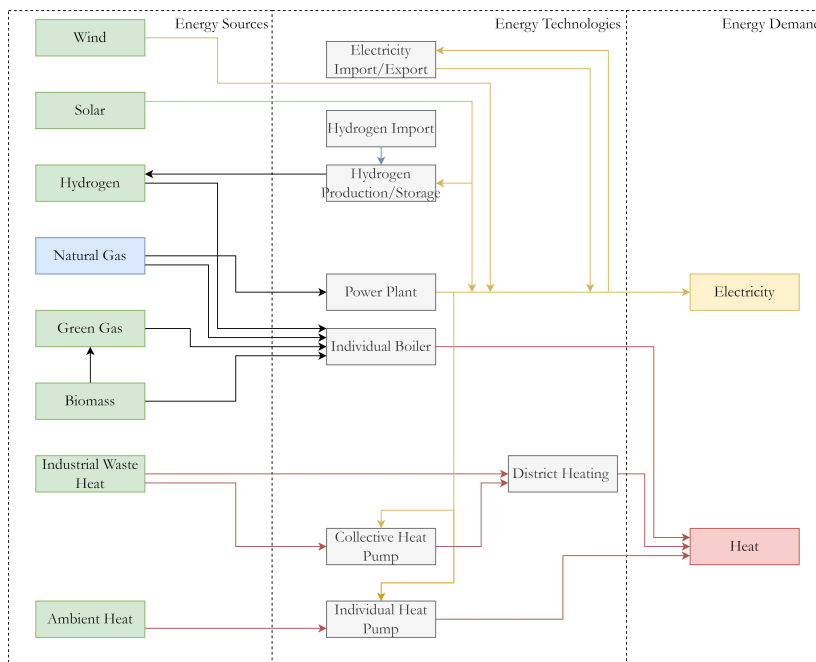 Energy Sources
Energy Technologies
Energy Demand
Wind
Solar
Hydrogen
Natural Gas
Green Gas
Biomass
Industrial Waste
Heat
Ambient Heat
Electricity
Import/Export
Hydrogen Import
Hydrogen
Production/Storage
Power Plant
Individual Boiler
District Heating
Collective Heat
Pump
Individual Heat
Pump
Electricity
Heat